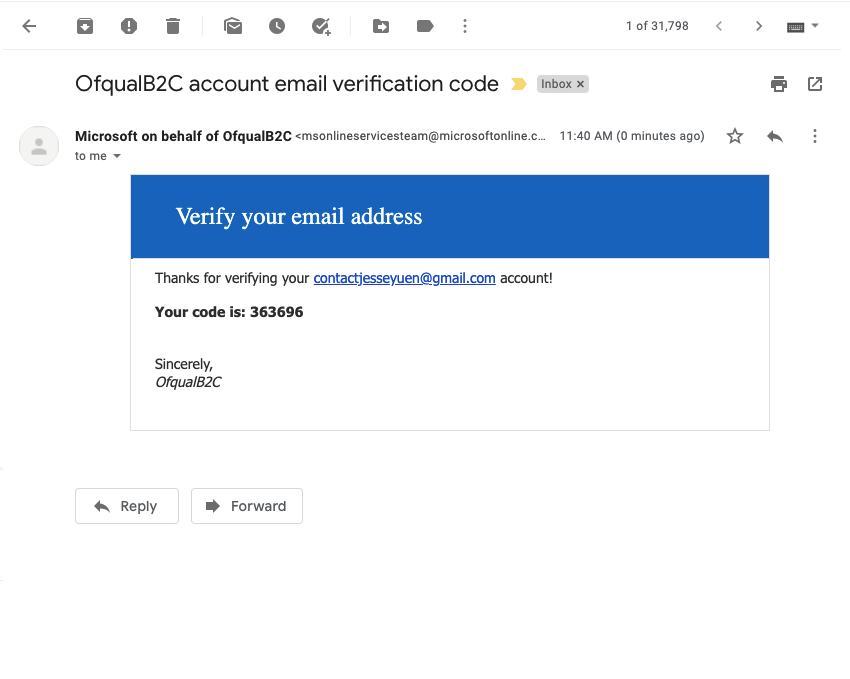 1 of 31,798
OfqualB2C account email verification code
Inbox ×
Microsoft on behalf of OfqualB2C <msonlineservicesteam@microsoftonline.c... 11:40 AM (0 minutes ago)
to me
Verify your email address
Thanks for verifying your contactjesseyuen@gmail.com account!
Your code is: 363696
Sincerely,
OfqualB2C
Reply
Forward